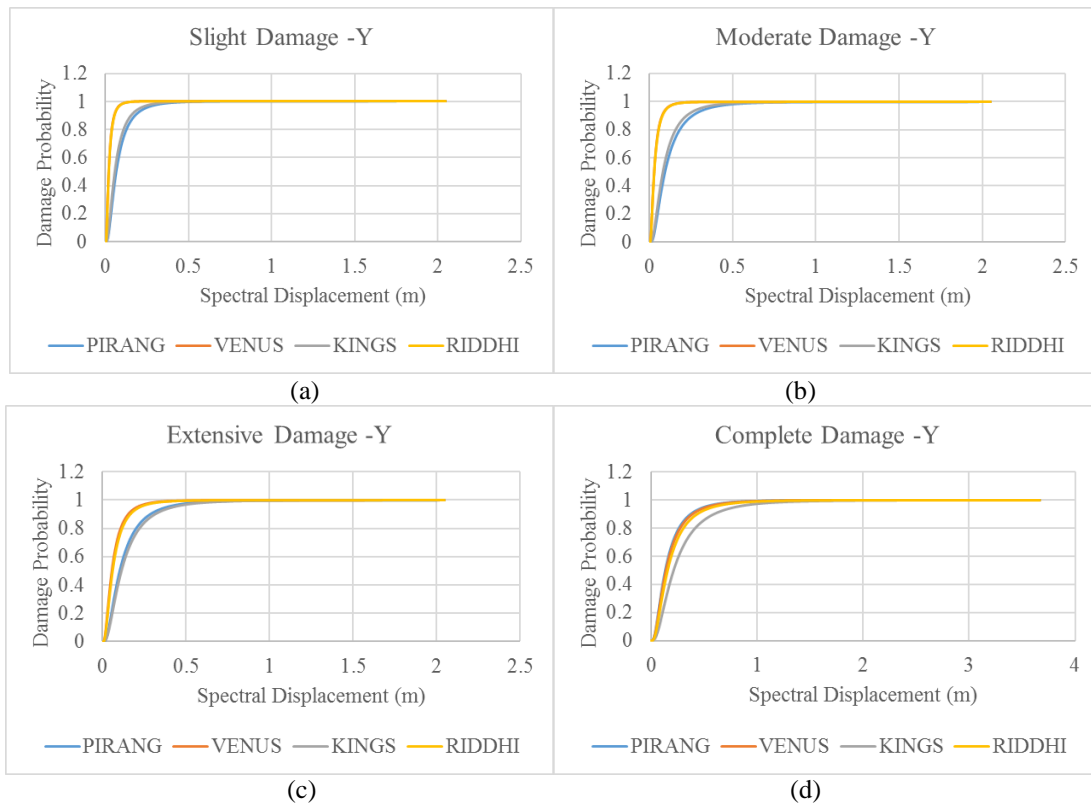 Slight Damage -Y
1.2
1
0.8
0.6
0.4
0.2
0
Damage Probability
0 0.5 1 1.5 2 2.5
Spectral Displacement (m)
PIRANG VENUS KINGS RIDDHI
(a)
Moderate Damage -Y
1.2
1
0.8
0.6
0.4
0.2
0
Damage Probability
0 0.5 1 1.5 2 2.5
Spectral Displacement (m)
PIRANG VENUS KINGS RIDDHI
(b)
Extensive Damage -Y
1.2
1
0.8
0.6
0.4
0.2
0
Damage Probability
0 0.5 1 1.5 2 2.5
Spectral Displacement (m)
PIRANG VENUS KINGS RIDDHI
(c)
Complete Damage -Y
1.2
1
0.8
0.6
0.4
0.2
0
Damage Probability
0 1 2 3 4
Spectral Displacement (m)
PIRANG VENUS KINGS RIDDHI
(d)